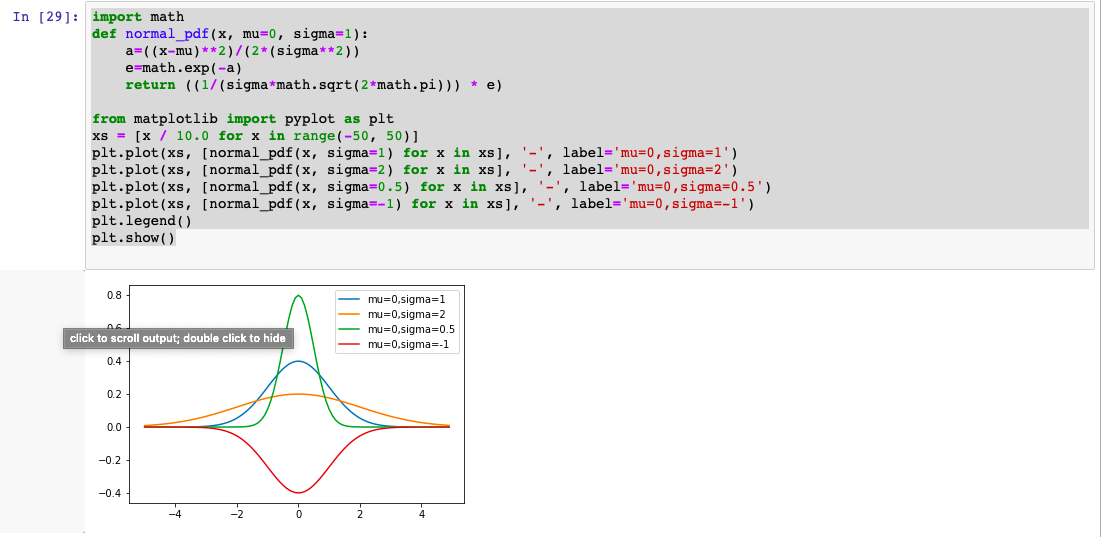 In [29]:
import math
def normal_pdf(x, mu=0, sigma=1):
    a=((x-mu)**2)/(2*(sigma**2))
    e=math.exp(-a)
    return ((1/(sigma*math.sqrt(2*math.pi))) * e)
from matplotlib import pyplot as plt
xs = [x / 10.0 for x in range(-50, 50)]
plt.plot(xs, [normal_pdf(x, sigma=1) for x in xs], '-', label='mu=0,sigma=1')
plt.plot(xs, [normal_pdf(x, sigma=2) for x in xs], '-', label='mu=0,sigma=2')
plt.plot(xs, [normal_pdf(x, sigma=0.5) for x in xs], '-', label='mu=0,sigma=0.5')
plt.plot(xs, [normal_pdf(x, sigma=-1) for x in xs], '-', label='mu=0,sigma=-1')
plt.legend()
plt.show()
0.8
mu=0,sigma=1
mu=0,sigma=2
mu=0,sigma=0.5
mu=0,sigma=-1
click to scroll output; double click to hide
0.4
0.2
0.0
−0.2
−0.4
−4 −2 0 2 4